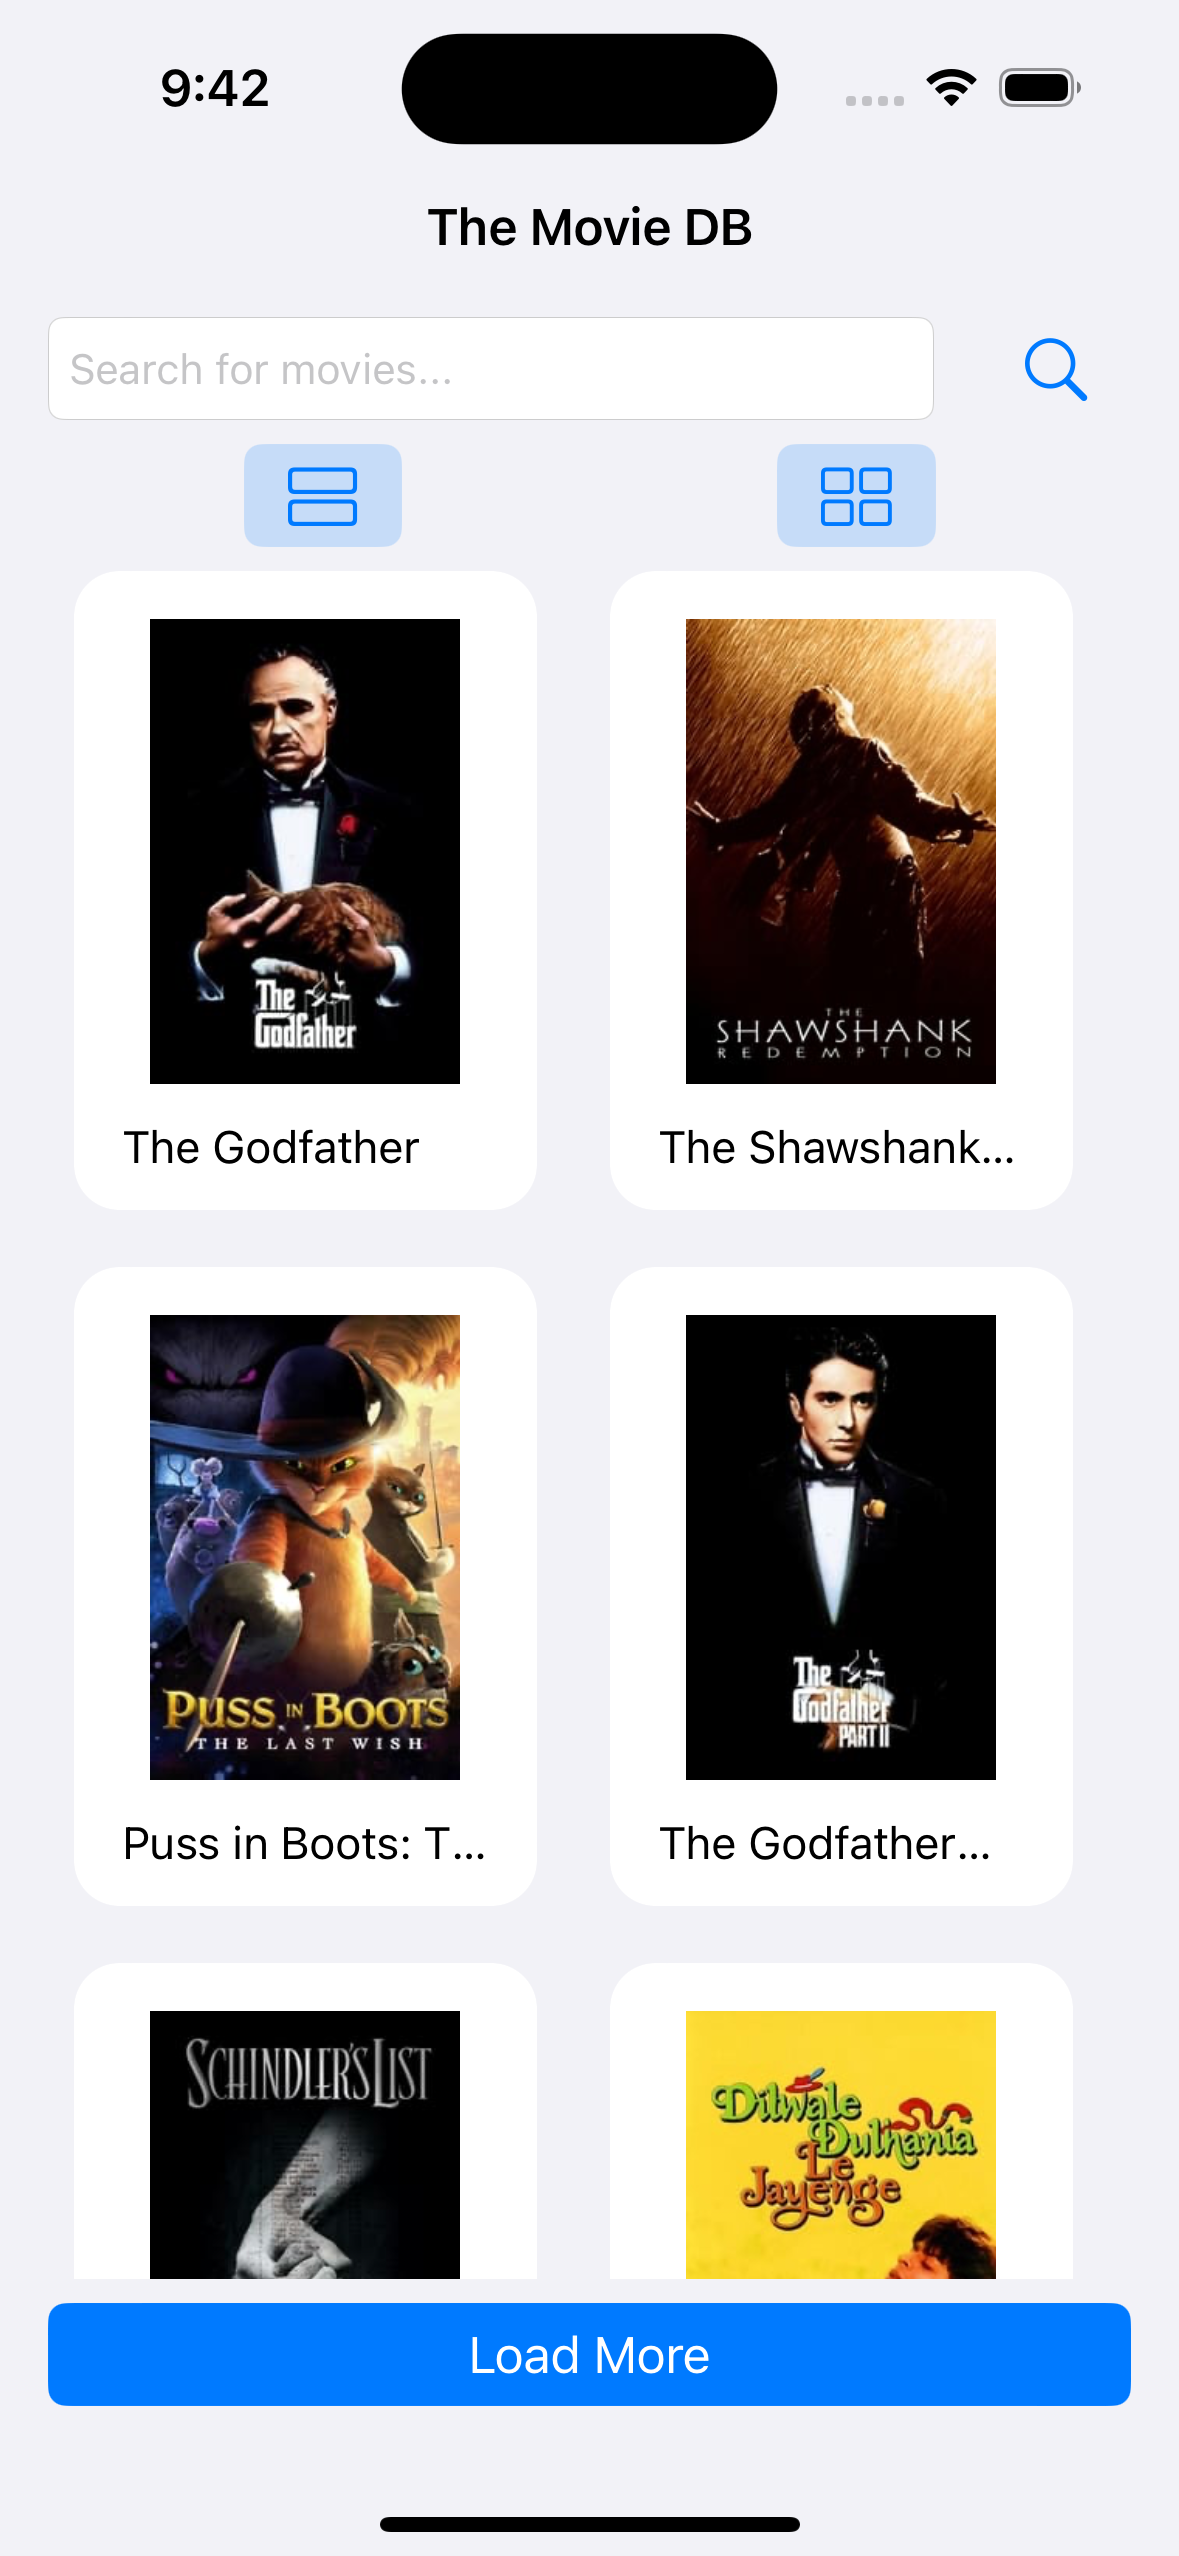 9:42
The Movie DB
Search for movies...
The
Godfather
THE
SHAWSHANK
REDEMPTION
The Godfather
The Shawshank...
PUSS IN BOOTS
THE LAST WISH
The
Godfather
PART II
Puss in Boots: T...
The Godfather...
SCHINDLER'S LIST
Dilwale
Dulhania
Le
Jayenge
Load More